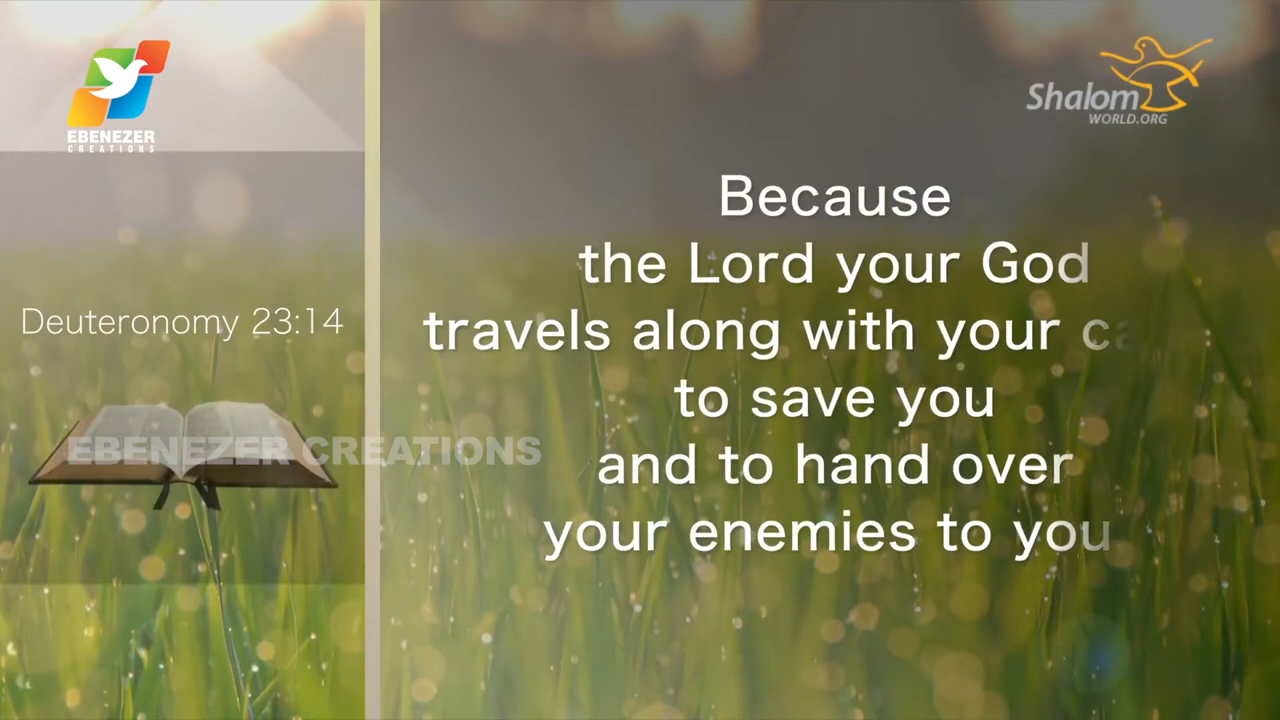 EBENEZER
CREATIONS
Shalom
WORLD.ORG
Deuteronomy 23:14
Because
the Lord your God
travels along with your
to save you
and to hand over
your enemies to you
EBENEZER CREATIONS